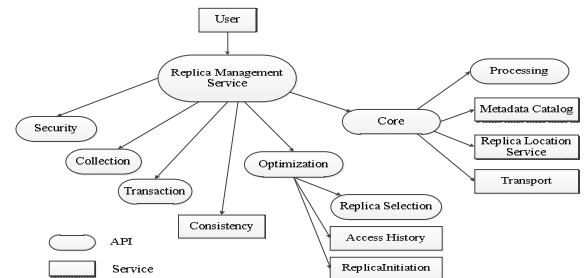 User
Replica Management
Service
Processing
Metadata Catalog
Core
Security
Replica Location
Service
Collection
Optimization
Transport
Transaction
Replica Selection
Consistency
Access History
API
ReplicaInitiation
Service